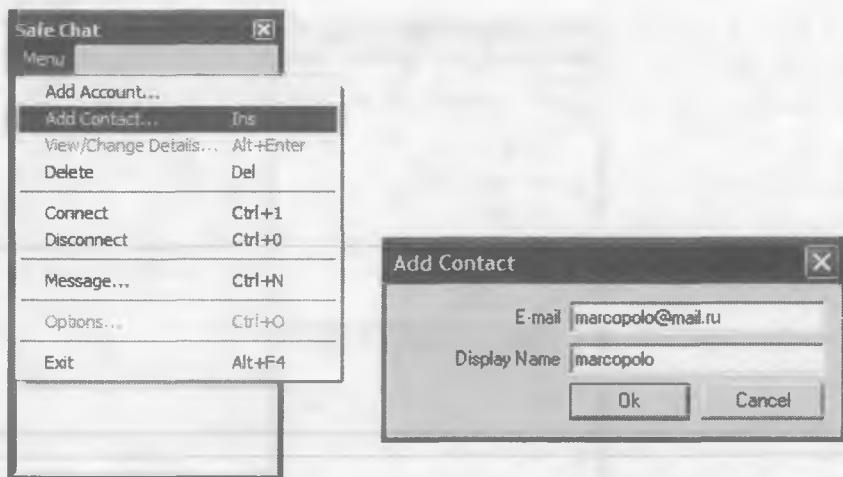 Safe Chat
Menu
Add Account...
Add Contact... Ins
View/Change Details... Alt+Enter
Delete Del
Connect Ctrl+1
Disconnect Ctrl+0
Message... Ctrl+N
Options... Ctrl+O
Exit Alt+F4
Add Contact
E-mail marcopolo@mail.ru
Display Name marcopolo
Ok Cancel